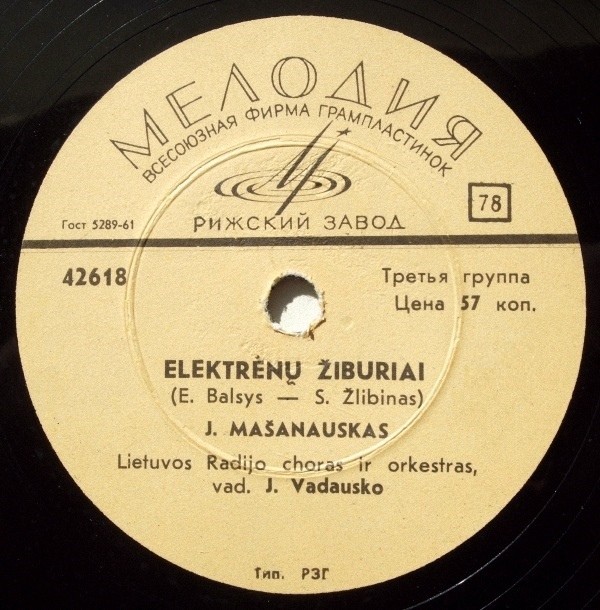 МЕЛОДИЯ
ВСЕСОЮЗНАЯ ФИРМА ГРАМПЛАСТИНОК
РИЖСКИЙ ЗАВОД
78
Гост 5289-61
42618
Третья группа
Цена 57 коп.
ELEKTRĖNŲ ŽIBURIAI
(E. Balsys — S. Žlibinas)
J. MAŠANAUSKAS
Lietuvos Radijo choras ir orkestras,
vad. J. Vadausko
Тип. РЗГ